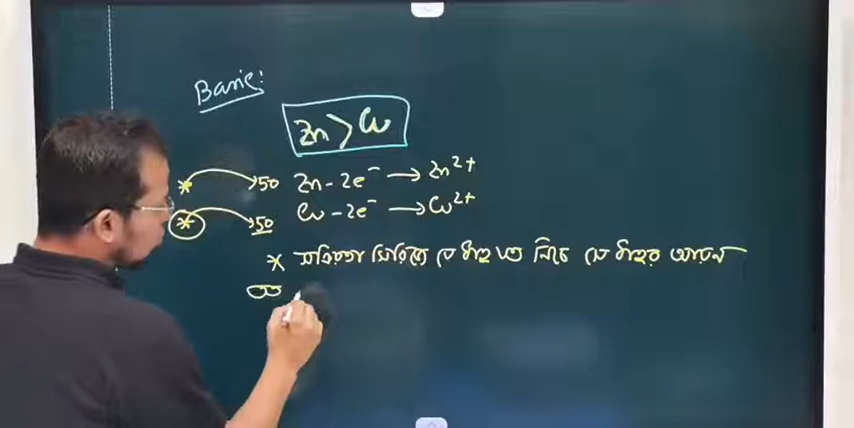 Basic:
Zn > Cu
* → 50 Zn - 2e⁻ → Zn²⁺
* → 50 Cu - 2e⁻ → Cu²⁺
* সক্রিয়তা সিরিজে যে ধাতু যত নিচে সে ধাতুর আয়ন
তত